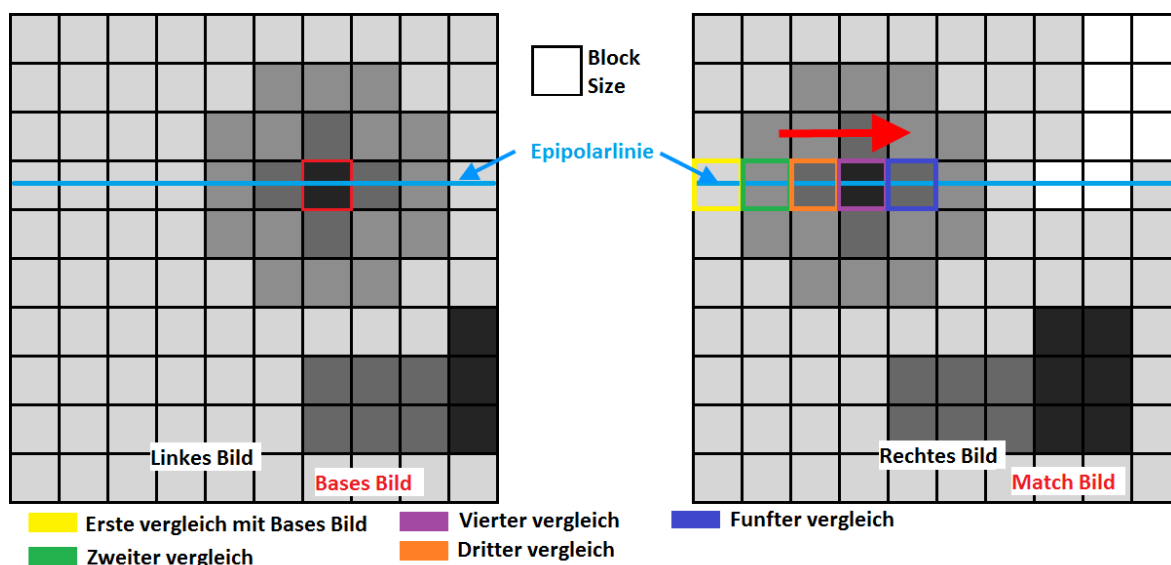 Block
Size
Epipolarlinie
Linkes Bild
Bases Bild
Rechtes Bild
Match Bild
Erste vergleich mit Bases Bild
Vierter vergleich
Funfter vergleich
Zweiter vergleich
Dritter vergleich